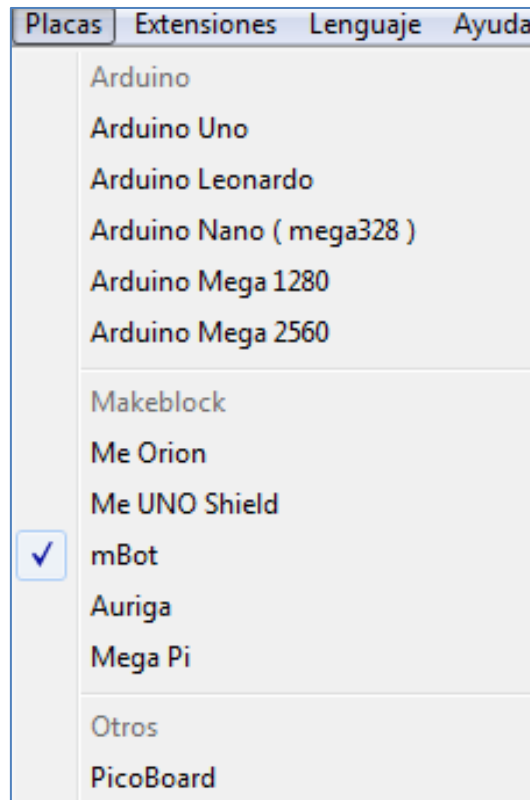 Placas Extensiones Lenguaje Ayuda
Arduino
Arduino Uno
Arduino Leonardo
Arduino Nano ( mega328 )
Arduino Mega 1280
Arduino Mega 2560
Makeblock
Me Orion
Me UNO Shield
mBot
Auriga
Mega Pi
Otros
PicoBoard